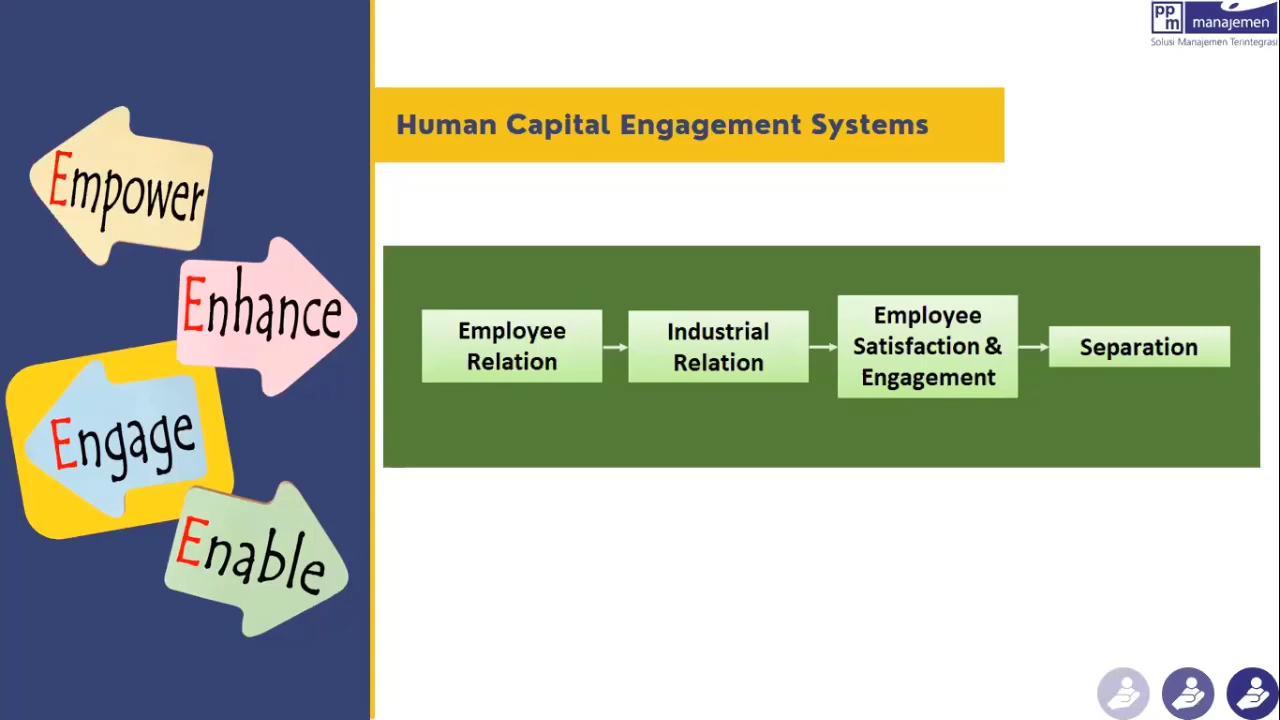 ppm manajemen
Solusi Manajemen Terintegrasi
Human Capital Engagement Systems
Empower
Enhance
Engage
Enable
Employee
Relation
Industrial
Relation
Employee
Satisfaction &
Engagement
Separation